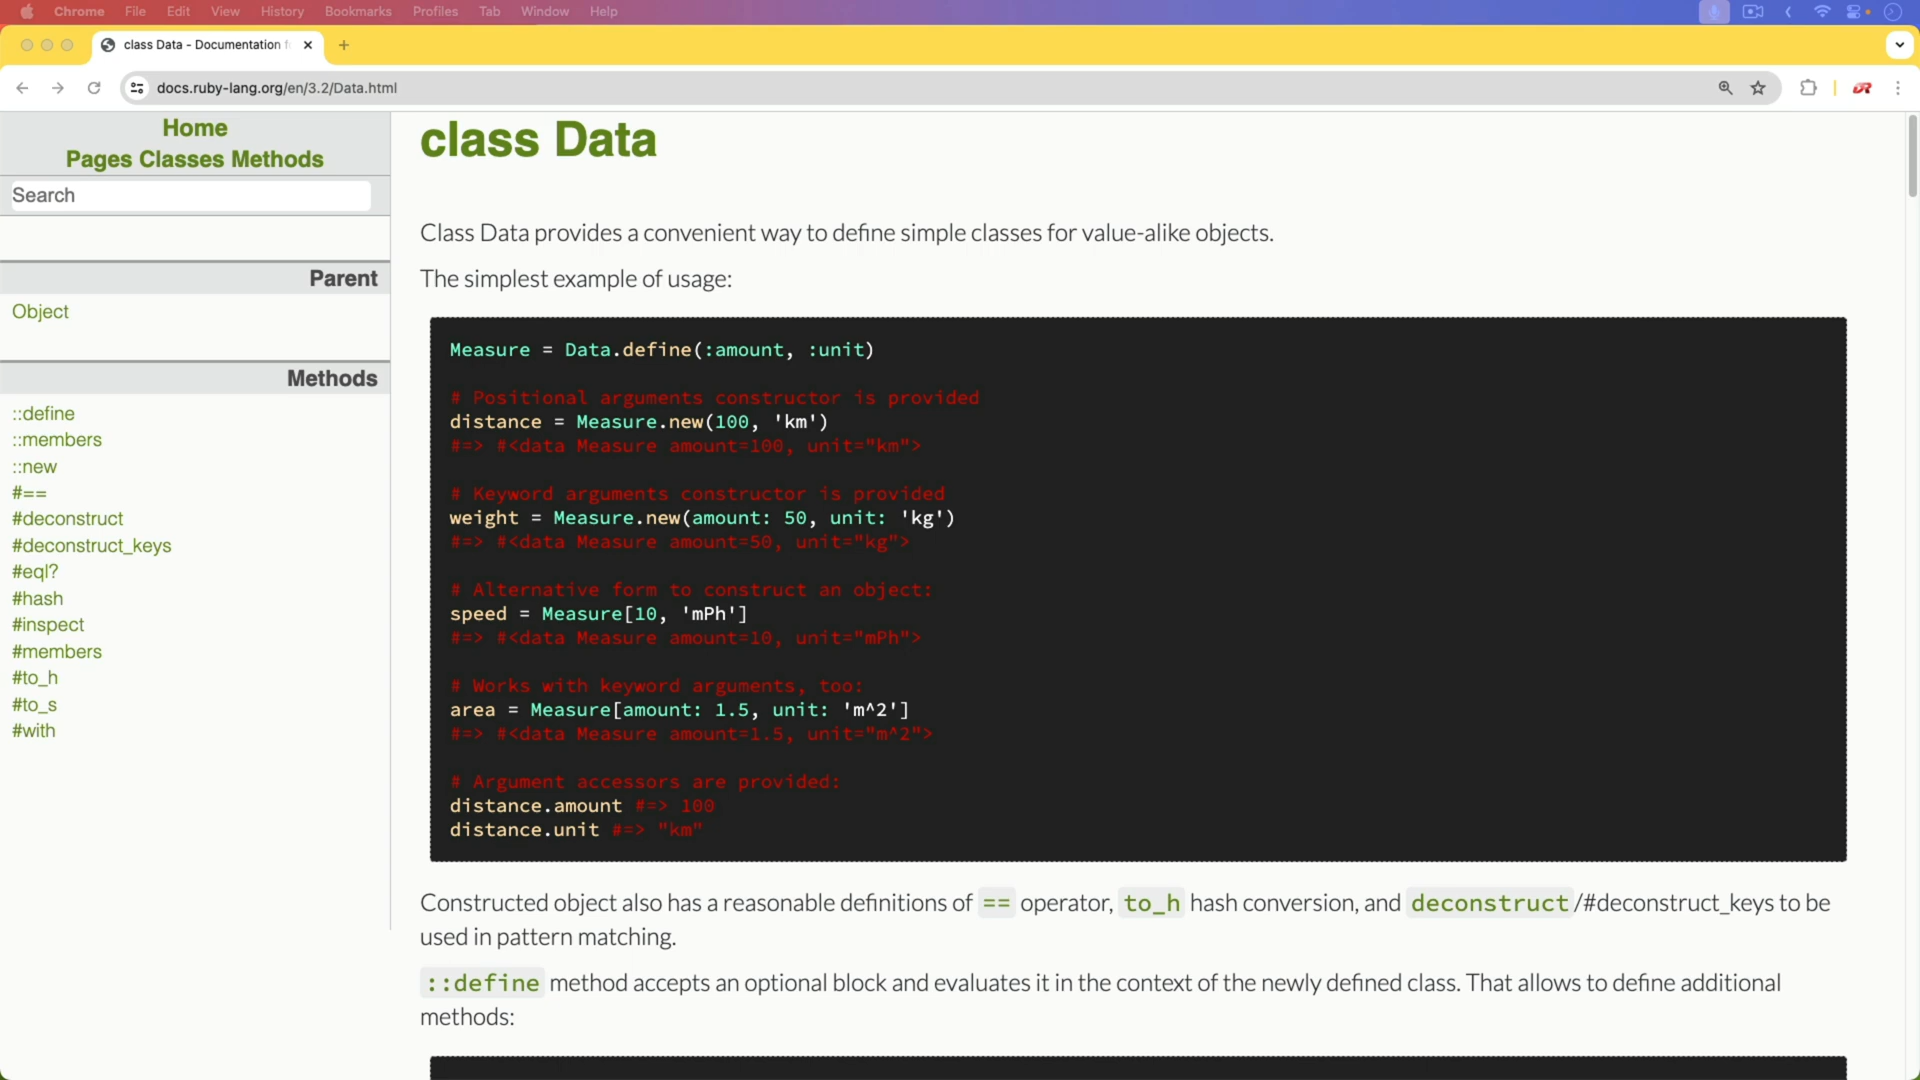 Chrome File Edit View History Bookmarks Profiles Tab Window Help
class Data - Documentation f
docs.ruby-lang.org/en/3.2/Data.html
Home
Pages Classes Methods
Search
Parent
Object
Methods
::define
::members
::new
#==
#deconstruct
#deconstruct_keys
#eql?
#hash
#inspect
#members
#to_h
#to_s
#with
class Data
Class Data provides a convenient way to define simple classes for value-alike objects.
The simplest example of usage:
Measure = Data.define(:amount, :unit)
# Positional arguments constructor is provided
distance = Measure.new(100, 'km')
#=> #<data Measure amount=100, unit="km">
# Keyword arguments constructor is provided
weight = Measure.new(amount: 50, unit: 'kg')
#=> #<data Measure amount=50, unit="kg">
# Alternative form to construct an object:
speed = Measure[10, 'mPh']
#=> #<data Measure amount=10, unit="mPh">
# Works with keyword arguments, too:
area = Measure[amount: 1.5, unit: 'm^2']
#=> #<data Measure amount=1.5, unit="m^2">
# Argument accessors are provided:
distance.amount #=> 100
distance.unit #=> "km"
Constructed object also has a reasonable definitions of == operator, to_h hash conversion, and deconstruct/#deconstruct_keys to be
used in pattern matching.
::define method accepts an optional block and evaluates it in the context of the newly defined class. That allows to define additional
methods: